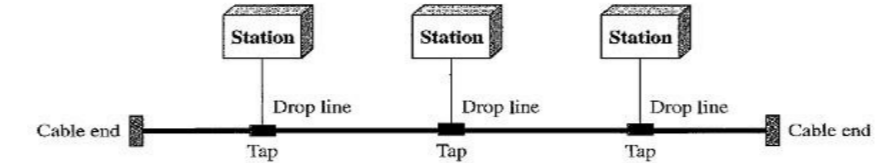 Station Station Station
Drop line Drop line Drop line
Cable end Cable end
Tap Tap Tap